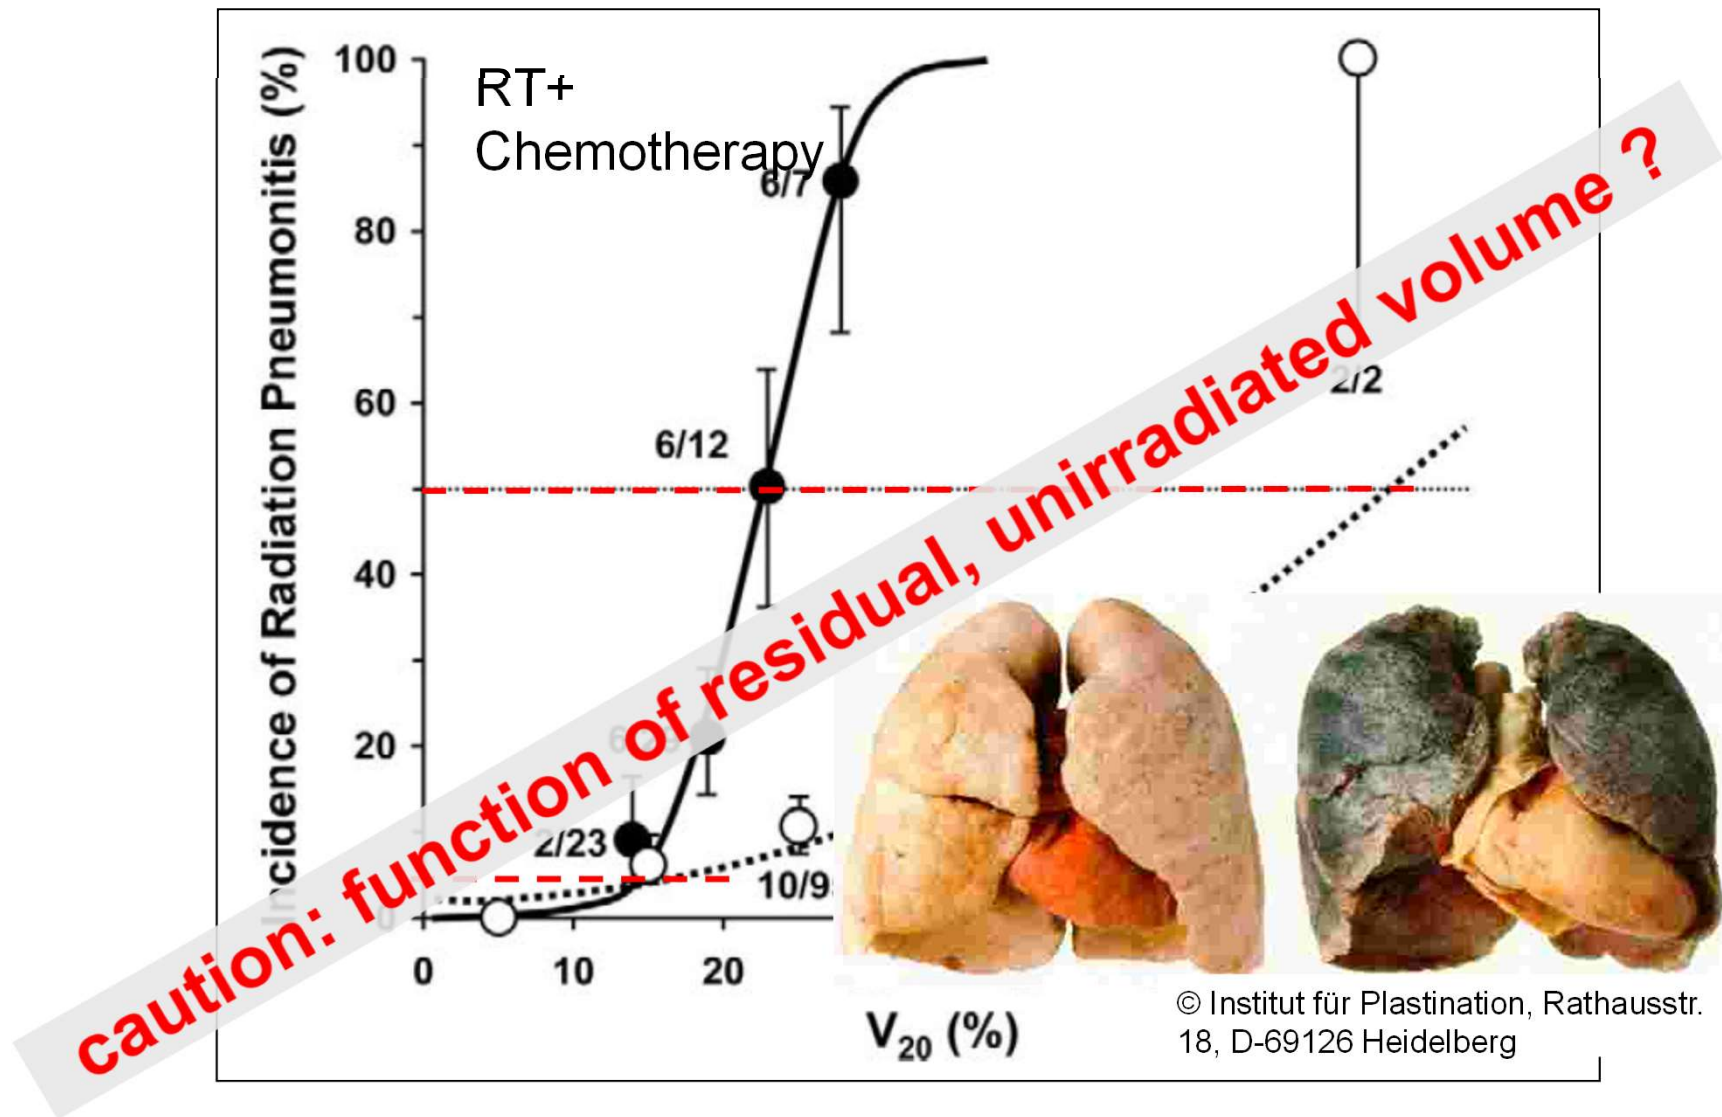 Incidence of Radiation Pneumonitis (%)
100
80
60
40
20
0
RT+
Chemotherapy
6/7
6/12
2/23
2/2
caution: function of residual, unirradiated volume ?
0
10
20
V20 (%)
© Institut für Plastination, Rathausstr.
18, D-69126 Heidelberg